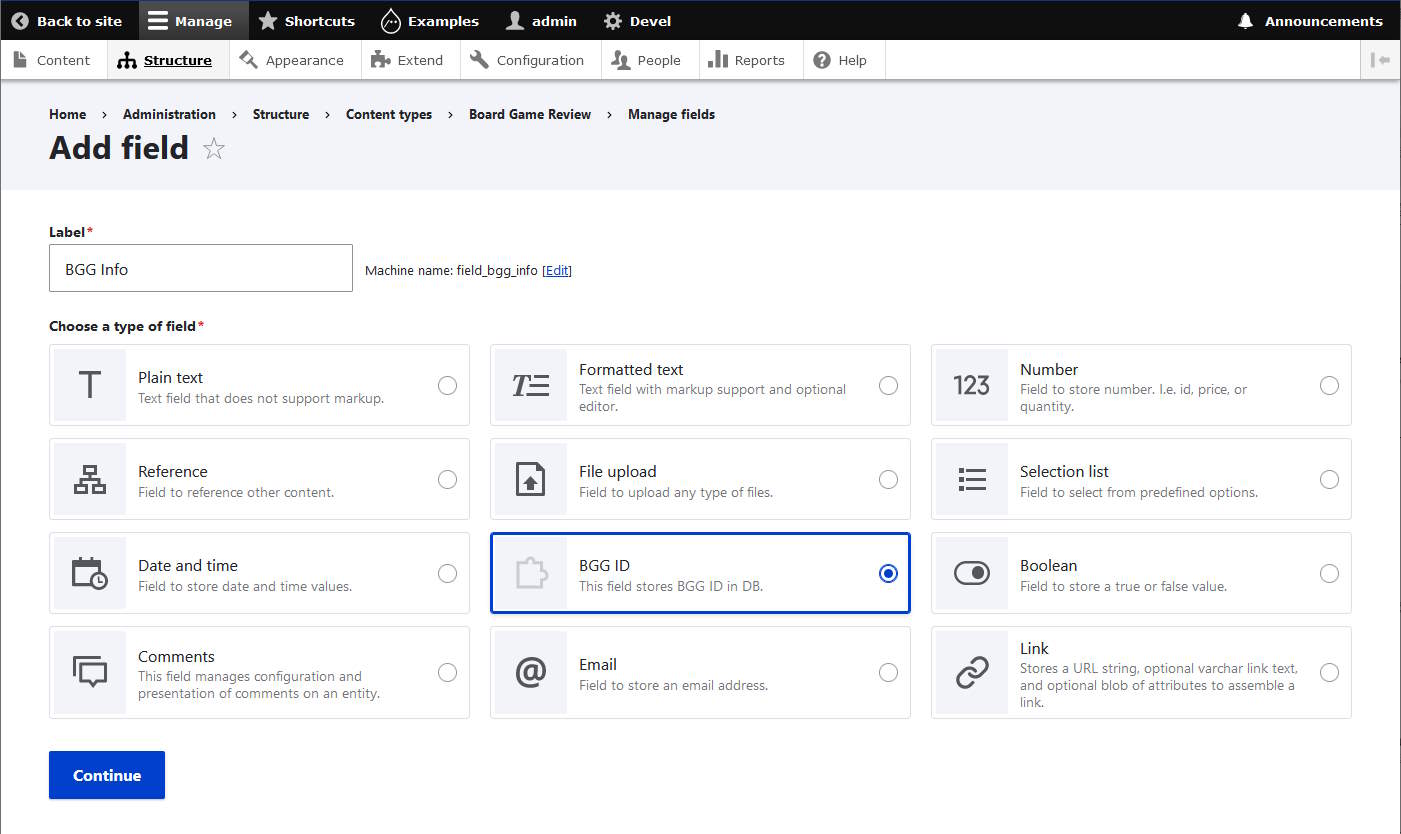 Back to site Manage Shortcuts Examples admin Devel Announcements
Content Structure Appearance Extend Configuration People Reports Help
Home › Administration › Structure › Content types › Board Game Review › Manage fields
Add field
Label*
BGG Info
Machine name: field_bgg_info [Edit]
Choose a type of field*
T
Plain text
Text field that does not support markup.
T
Formatted text
Text field with markup support and optional
editor.
123
Number
Field to store number. I.e. id, price, or
quantity.
Reference
Field to reference other content.
File upload
Field to upload any type of files.
Selection list
Field to select from predefined options.
Date and time
Field to store date and time values.
BGG ID
This field stores BGG ID in DB.
Boolean
Field to store a true or false value.
Comments
This field manages configuration and
presentation of comments on an entity.
@
Email
Field to store an email address.
Link
Stores a URL string, optional varchar link text,
and optional blob of attributes to assemble a
link.
Continue